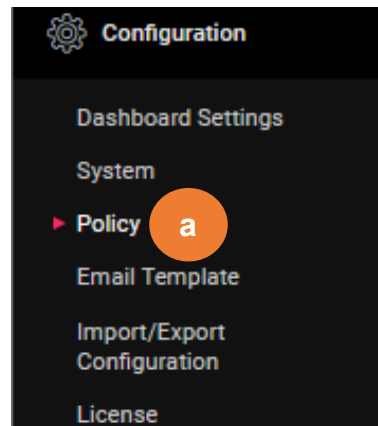 Configuration
Dashboard Settings
System
Policy a
Email Template
Import/Export
Configuration
License